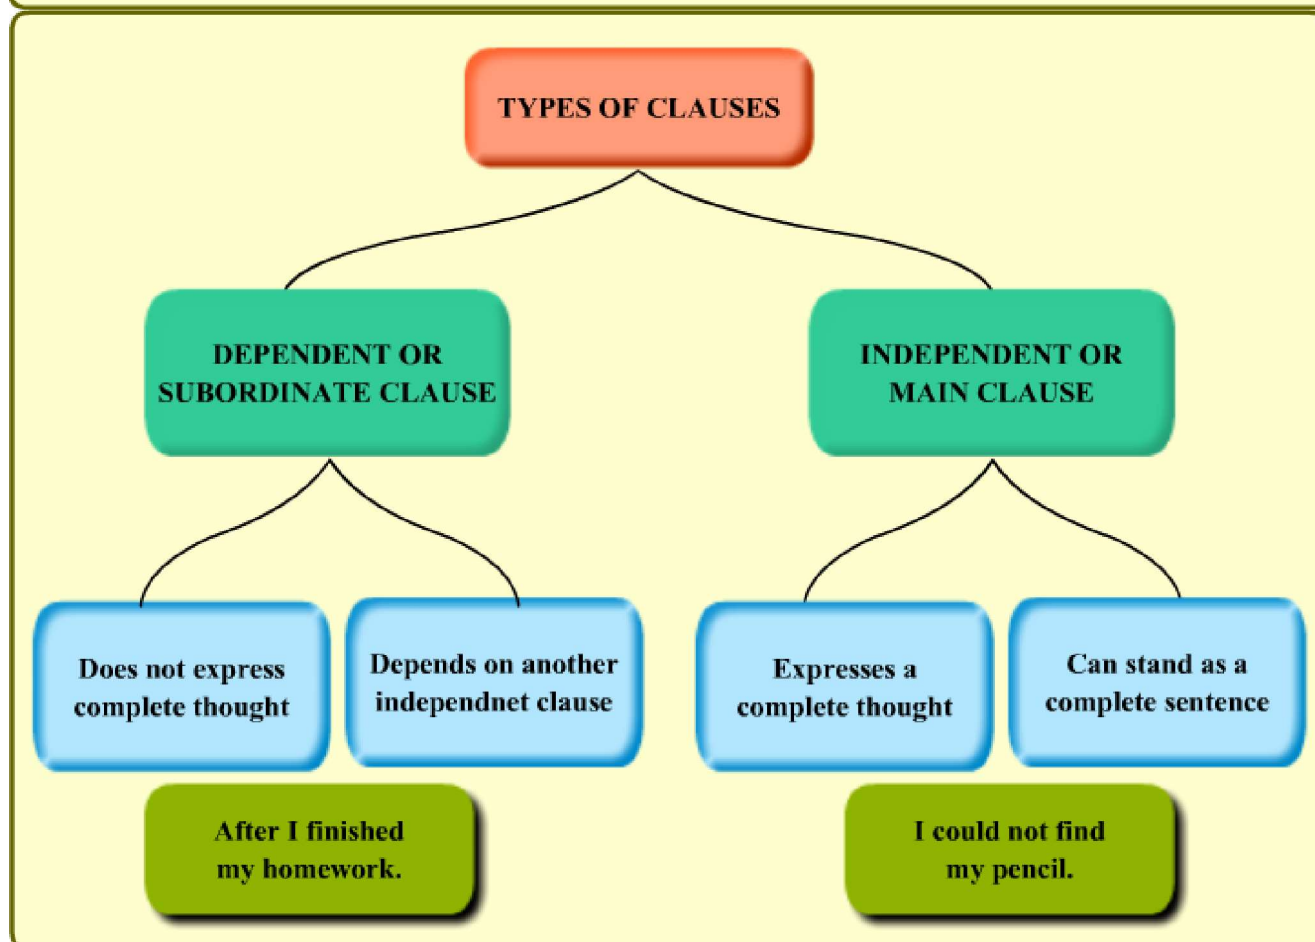 TYPES OF CLAUSES
DEPENDENT OR
SUBORDINATE CLAUSE
INDEPENDENT OR
MAIN CLAUSE
Does not express
complete thought
Depends on another
independnet clause
Expresses a
complete thought
Can stand as a
complete sentence
After I finished
my homework.
I could not find
my pencil.